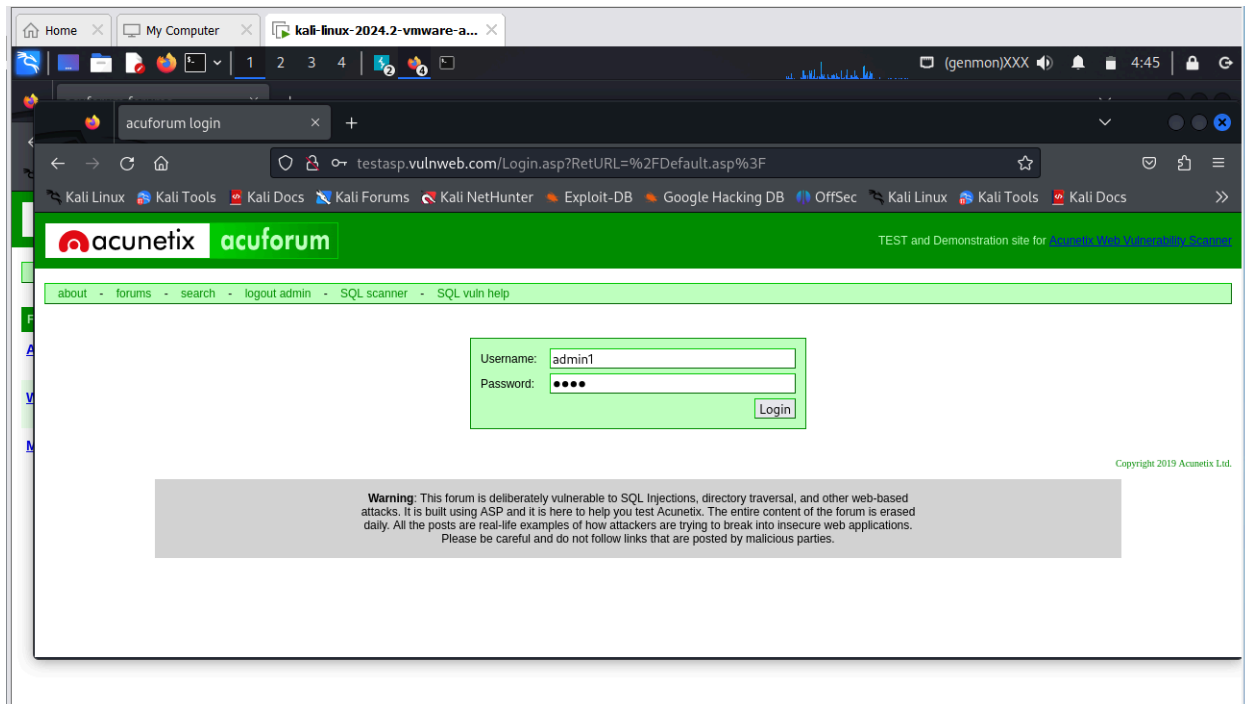 Home
My Computer
kali-linux-2024.2-vmware-a...
1 2 3 4
2
4
(genmon)XXX
4:45
acuforum login
testasp.vulnweb.com/Login.asp?RetURL=%2FDefault.asp%3F
Kali Linux Kali Tools Kali Docs Kali Forums Kali NetHunter Exploit-DB Google Hacking DB OffSec Kali Linux Kali Tools Kali Docs
acunetix acuforum
TEST and Demonstration site for Acunetix Web Vulnerability Scanner
about - forums - search - logout admin - SQL scanner - SQL vuln help
Username: admin1
Password: ●●●●
Login
Copyright 2019 Acunetix Ltd.
Warning: This forum is deliberately vulnerable to SQL Injections, directory traversal, and other web-based
attacks. It is built using ASP and it is here to help you test Acunetix. The entire content of the forum is erased
daily. All the posts are real-life examples of how attackers are trying to break into insecure web applications.
Please be careful and do not follow links that are posted by malicious parties.